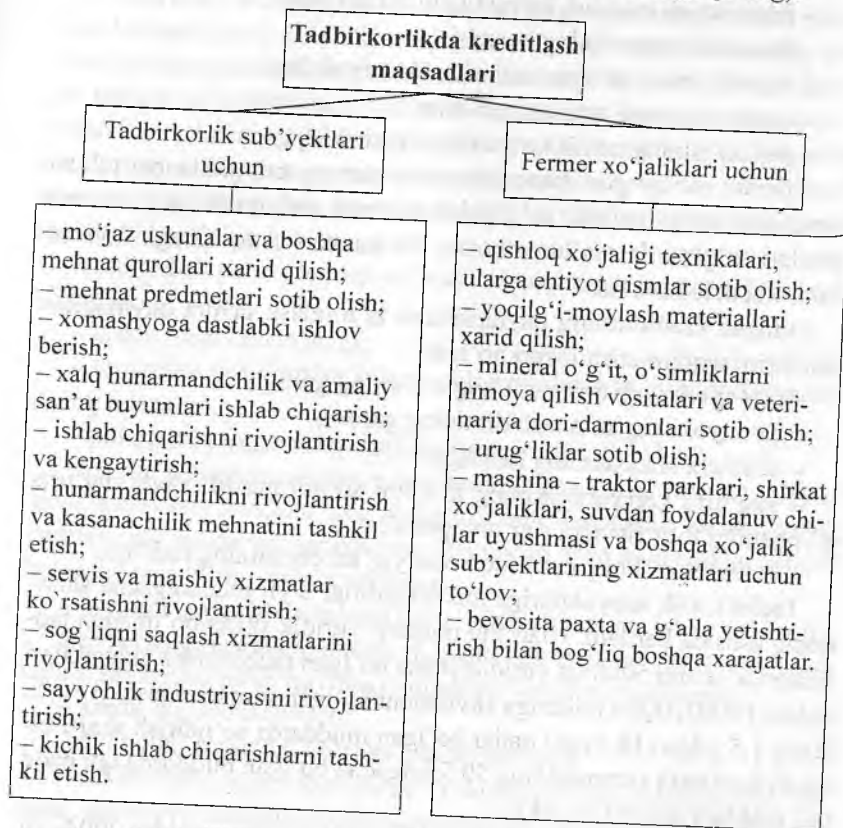 Tadbirkorlikda kreditlash
maqsadlari
Tadbirkorlik sub’yektlari
uchun
Fermer xo‘jaliklari uchun
– mo‘jaz uskunalar va boshqa
mehnat qurollari xarid qilish;
– mehnat predmetlari sotib olish;
– xomashyoga dastlabki ishlov
berish;
– xalq hunarmandchilik va amaliy
san’at buyumlari ishlab chiqarish;
– ishlab chiqarishni rivojlantirish
va kengaytirish;
– hunarmandchilikni rivojlantirish
va kasanachilik mehnatini tashkil
etish;
– servis va maishiy xizmatlar
ko‘rsatishni rivojlantirish;
– sog‘liqni saqlash xizmatlarini
rivojlantirish;
– sayyohlik industriyasini rivojlan-
tirish;
– kichik ishlab chiqarishlarni tash-
kil etish.
– qishloq xo‘jaligi texnikalari,
ularga ehtiyot qismlar sotib olish;
– yoqilg‘i-moylash materiallari
xarid qilish;
– mineral o‘g‘it, o‘simliklarni
himoya qilish vositalari va veteri-
nariya dori-darmonlari sotib olish;
– urug‘liklar sotib olish;
– mashina – traktor parklari, shirkat
xo‘jaliklari, suvdan foydalanuv chi-
lar uyushmasi va boshqa xo‘jalik
sub’yektlarining xizmatlari uchun
to‘lov;
– bevosita paxta va g‘alla yetishti-
rish bilan bog‘liq boshqa xarajatlar.